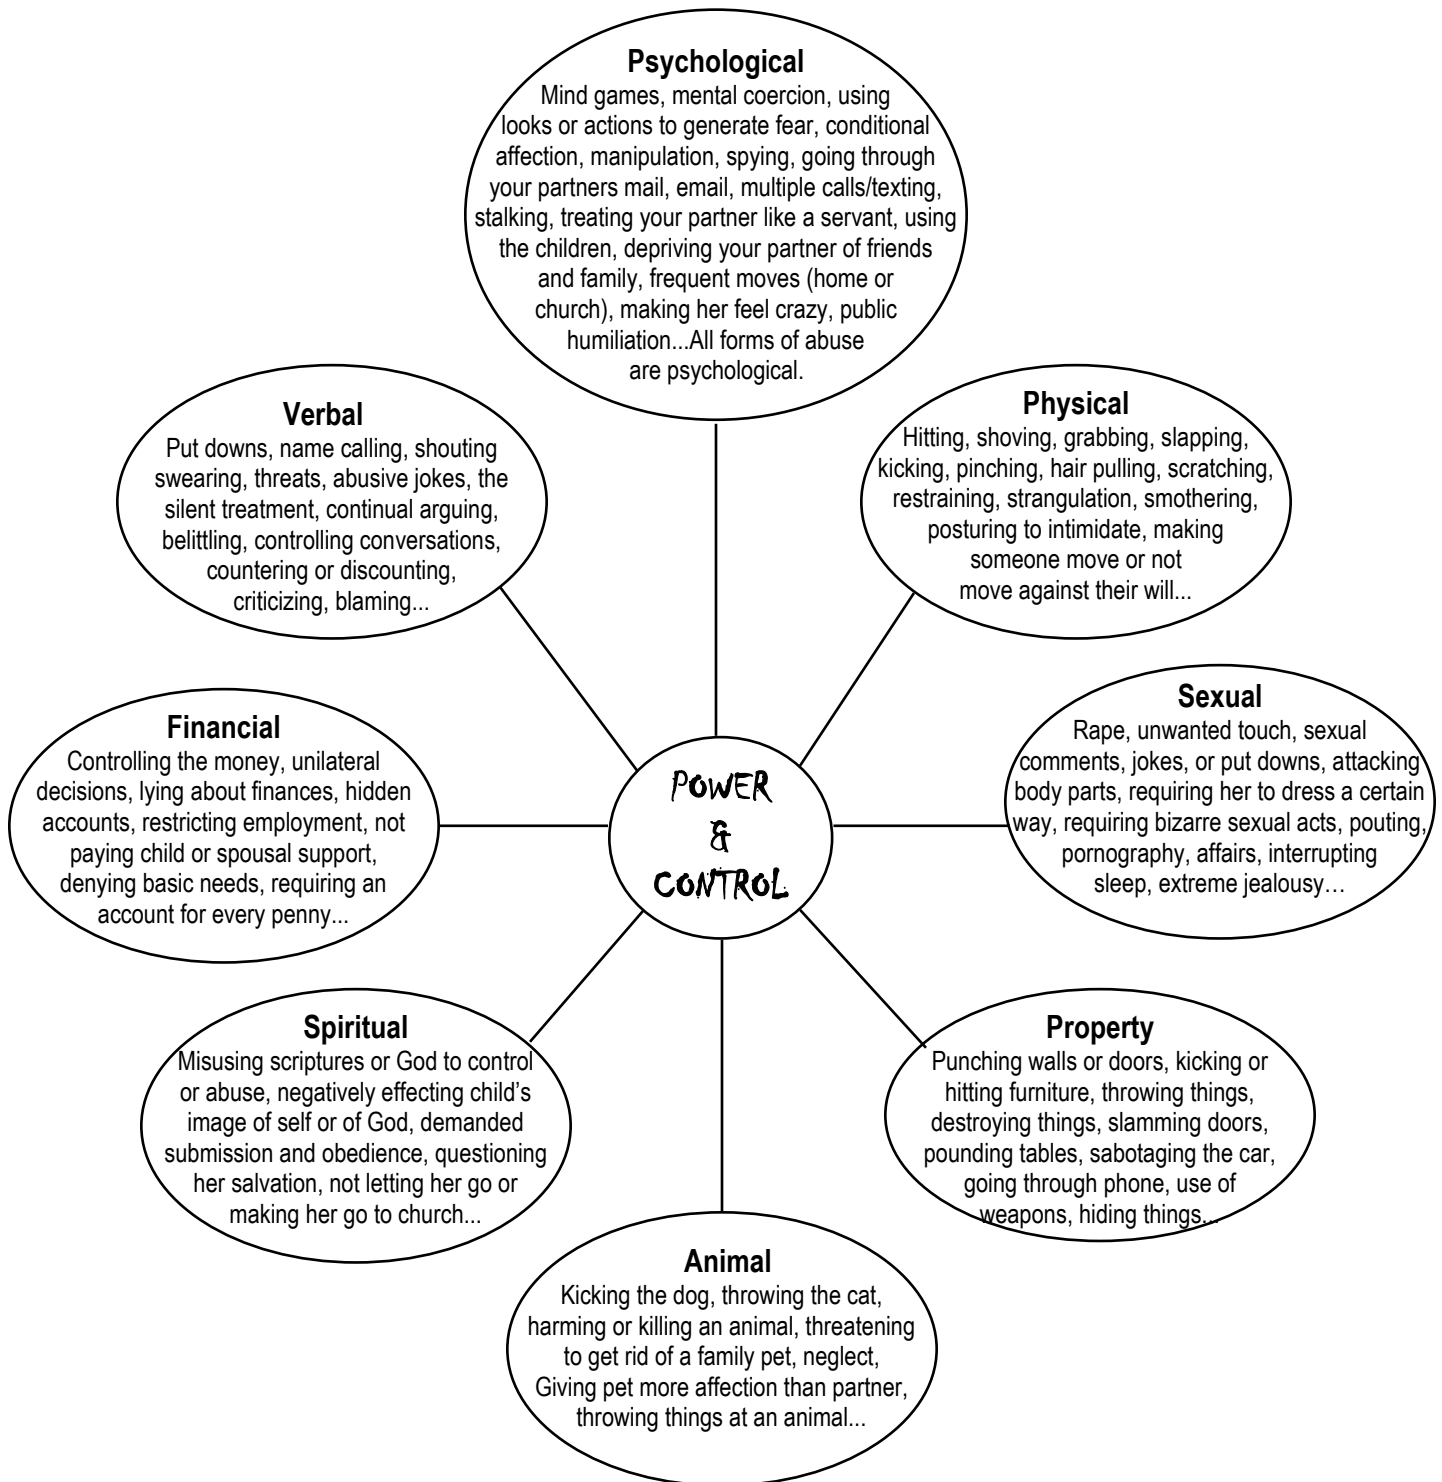 Psychological
Mind games, mental coercion, using
looks or actions to generate fear, conditional
affection, manipulation, spying, going through
your partners mail, email, multiple calls/texting,
stalking, treating your partner like a servant, using
the children, depriving your partner of friends
and family, frequent moves (home or
church), making her feel crazy, public
humiliation...All forms of abuse
are psychological.
Verbal
Put downs, name calling, shouting
swearing, threats, abusive jokes, the
silent treatment, continual arguing,
belittling, controlling conversations,
countering or discounting,
criticizing, blaming...
Physical
Hitting, shoving, grabbing, slapping,
kicking, pinching, hair pulling, scratching,
restraining, strangulation, smothering,
posturing to intimidate, making
someone move or not
move against their will...
Financial
Controlling the money, unilateral
decisions, lying about finances, hidden
accounts, restricting employment, not
paying child or spousal support,
denying basic needs, requiring an
account for every penny...
POWER
&
CONTROL
Sexual
Rape, unwanted touch, sexual
comments, jokes, or put downs, attacking
body parts, requiring her to dress a certain
way, requiring bizarre sexual acts, pouting,
pornography, affairs, interrupting
sleep, extreme jealousy…
Spiritual
Misusing scriptures or God to control
or abuse, negatively effecting child’s
image of self or of God, demanded
submission and obedience, questioning
her salvation, not letting her go or
making her go to church...
Property
Punching walls or doors, kicking or
hitting furniture, throwing things,
destroying things, slamming doors,
pounding tables, sabotaging the car,
going through phone, use of
weapons, hiding things...
Animal
Kicking the dog, throwing the cat,
harming or killing an animal, threatening
to get rid of a family pet, neglect,
Giving pet more affection than partner,
throwing things at an animal...